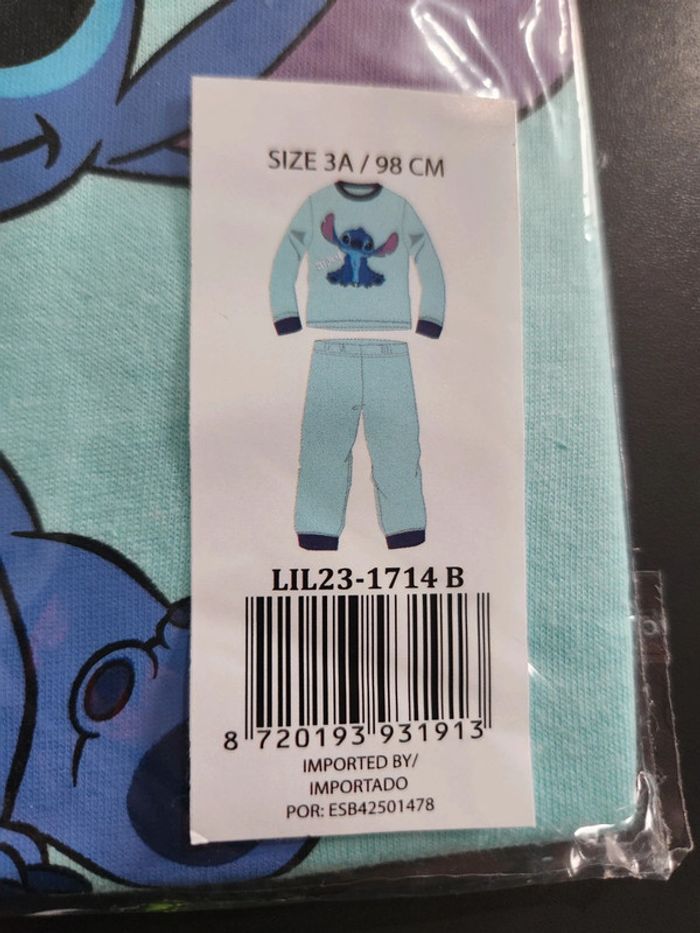 SIZE 3A / 98 CM
LIL23-1714 B
8 720193 931913
IMPORTED BY/
IMPORTADO
POR: ESB42501478